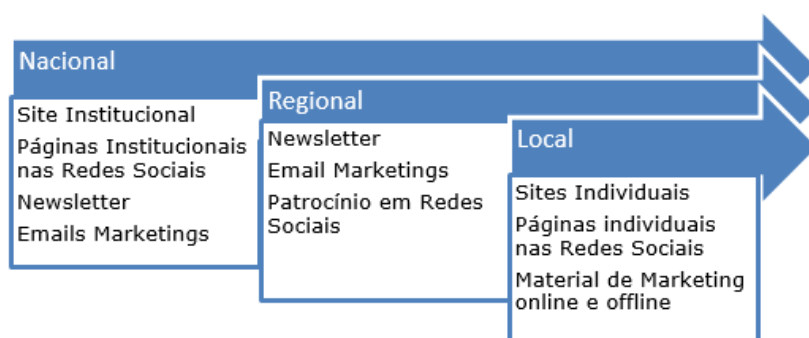 Nacional
Site Institucional
Páginas Institucionais
nas Redes Sociais
Newsletter
Emails Marketings
Regional
Newsletter
Email Marketings
Patrocínio em Redes
Sociais
Local
Sites Individuais
Páginas individuais
nas Redes Sociais
Material de Marketing
online e offline